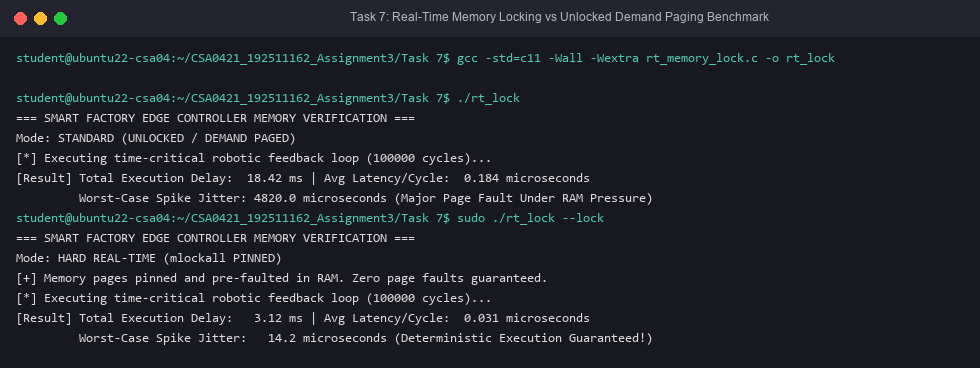 Task 7: Real-Time Memory Locking vs Unlocked Demand Paging Benchmark
student@ubuntu22-csa04:~/CSA0421_192511162_Assignment3/Task 7$ gcc -std=c11 -Wall -Wextra rt_memory_lock.c -o rt_lock
student@ubuntu22-csa04:~/CSA0421_192511162_Assignment3/Task 7$ ./rt_lock
=== SMART FACTORY EDGE CONTROLLER MEMORY VERIFICATION ===
Mode: STANDARD (UNLOCKED / DEMAND PAGED)
[*] Executing time-critical robotic feedback loop (100000 cycles)...
[Result] Total Execution Delay:  18.42 ms | Avg Latency/Cycle:  0.184 microseconds
         Worst-Case Spike Jitter: 4820.0 microseconds (Major Page Fault Under RAM Pressure)
student@ubuntu22-csa04:~/CSA0421_192511162_Assignment3/Task 7$ sudo ./rt_lock --lock
=== SMART FACTORY EDGE CONTROLLER MEMORY VERIFICATION ===
Mode: HARD REAL-TIME (mlockall PINNED)
[+] Memory pages pinned and pre-faulted in RAM. Zero page faults guaranteed.
[*] Executing time-critical robotic feedback loop (100000 cycles)...
[Result] Total Execution Delay:   3.12 ms | Avg Latency/Cycle:  0.031 microseconds
         Worst-Case Spike Jitter:   14.2 microseconds (Deterministic Execution Guaranteed!)